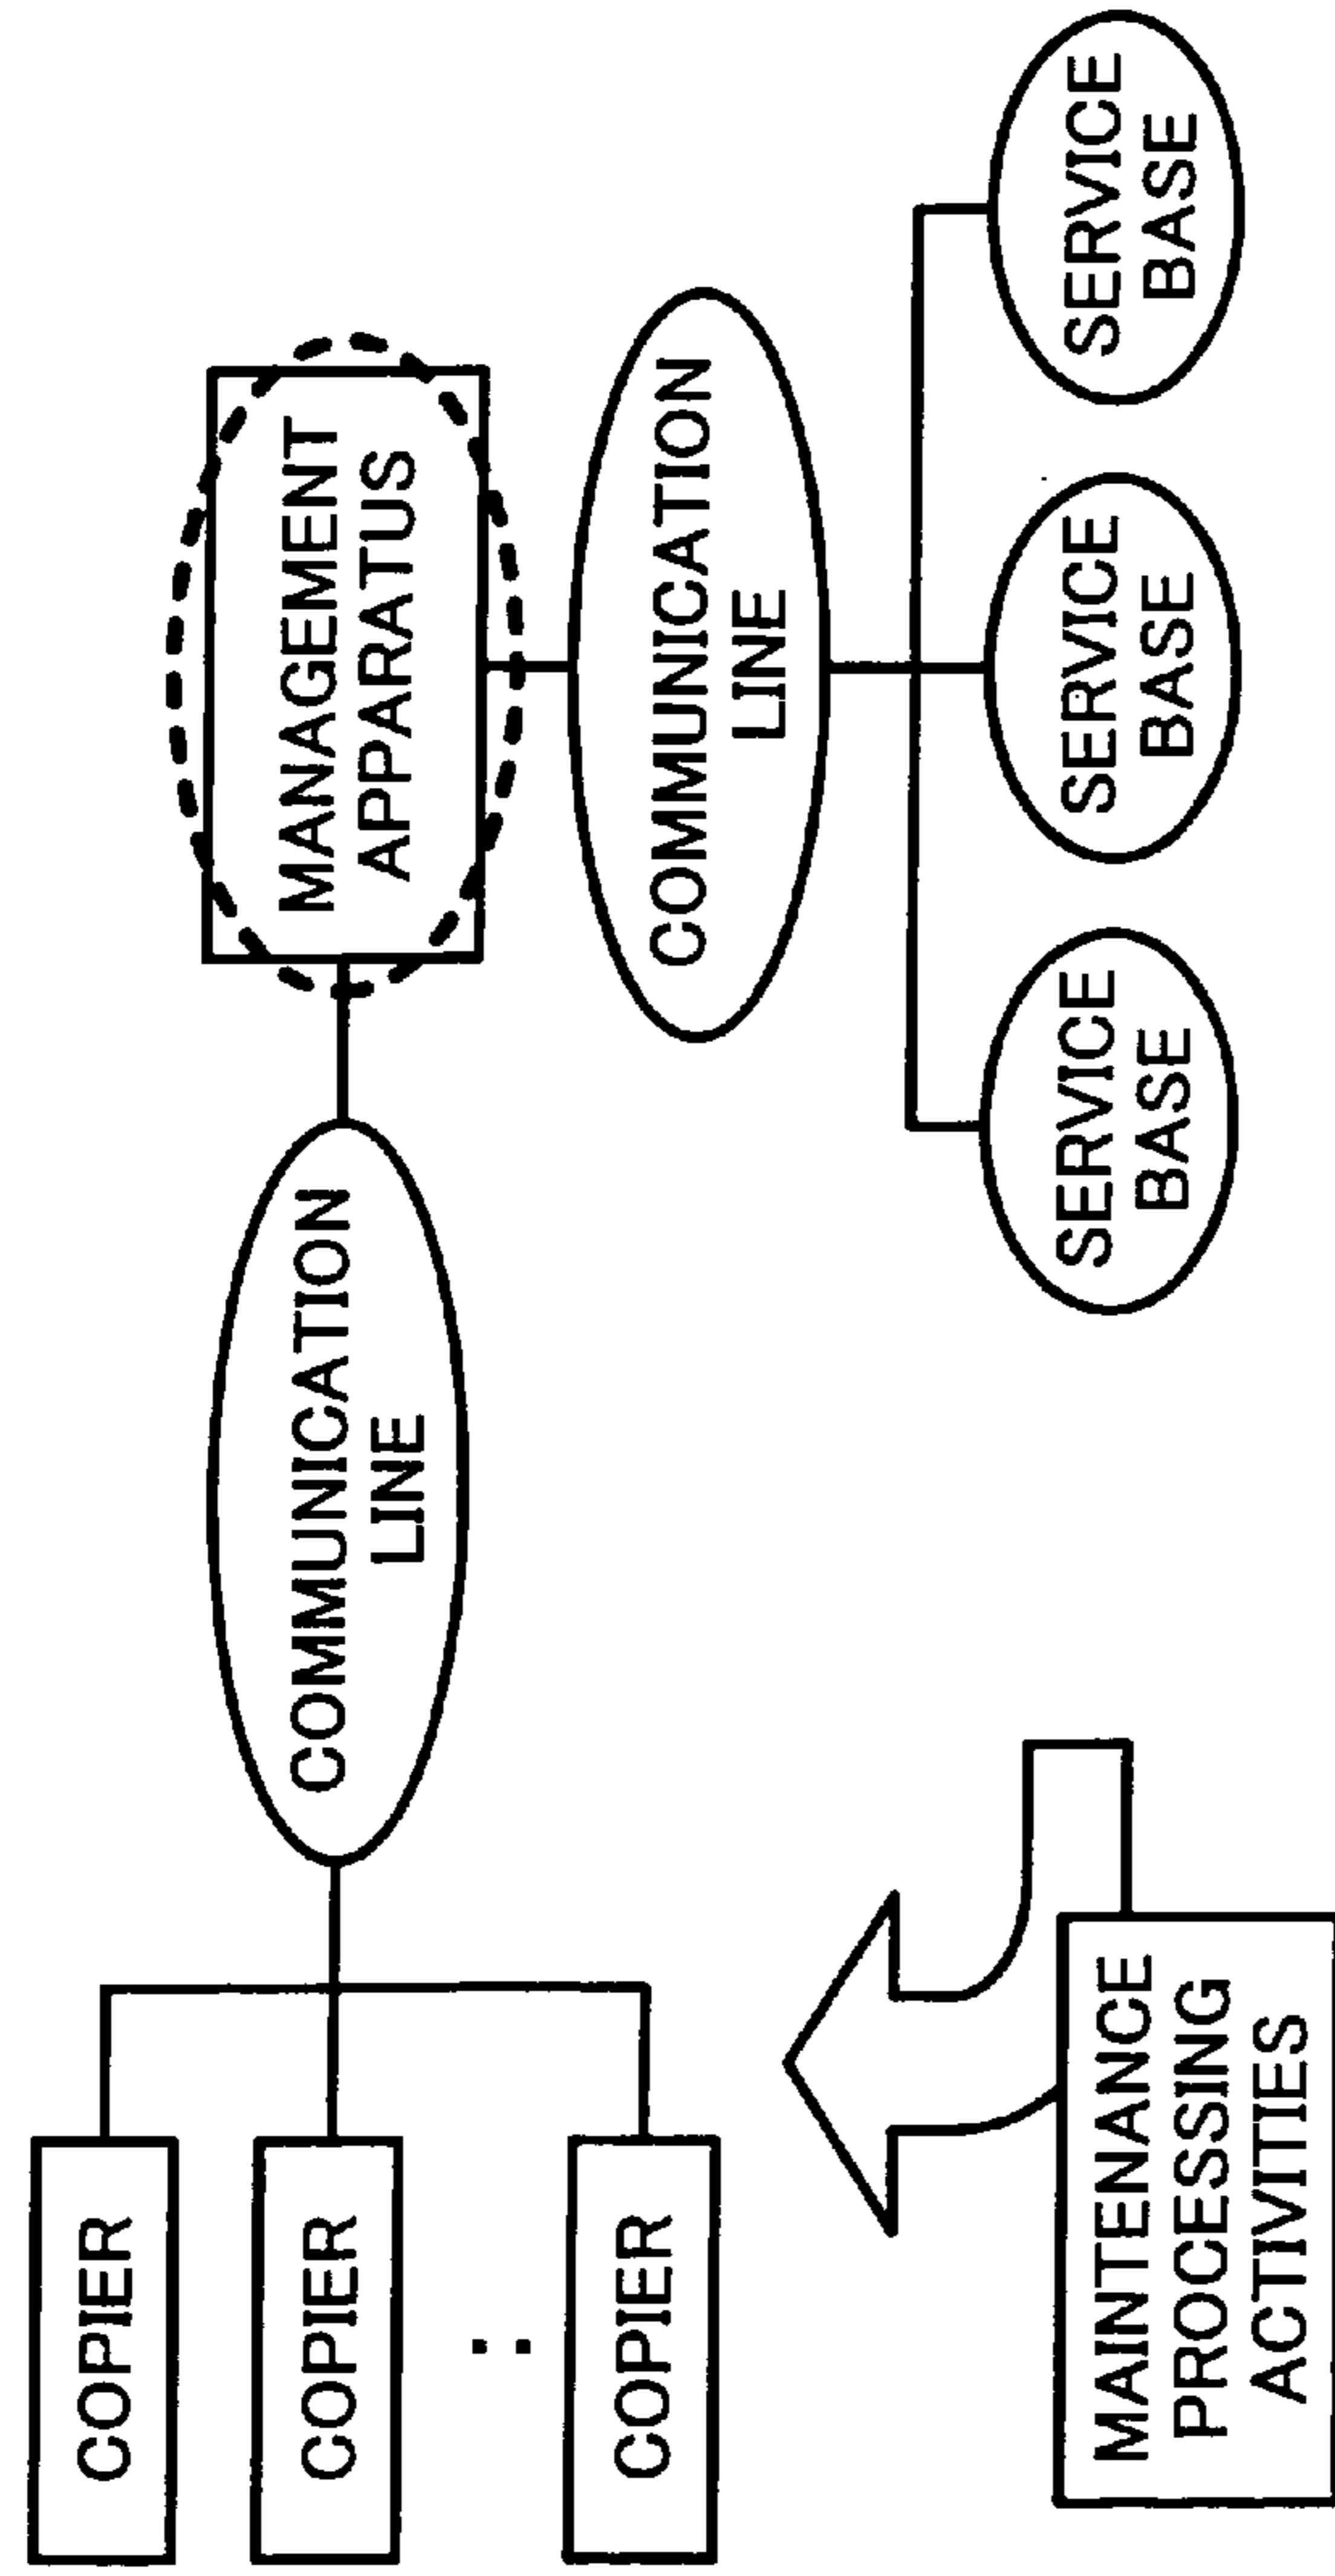 COPIER
COPIER
:
COPIER
COMMUNICATION
LINE
MANAGEMENT
APPARATUS
COMMUNICATION
LINE
SERVICE
BASE
SERVICE
BASE
SERVICE
BASE
MAINTENANCE
PROCESSING
ACTIVITIES